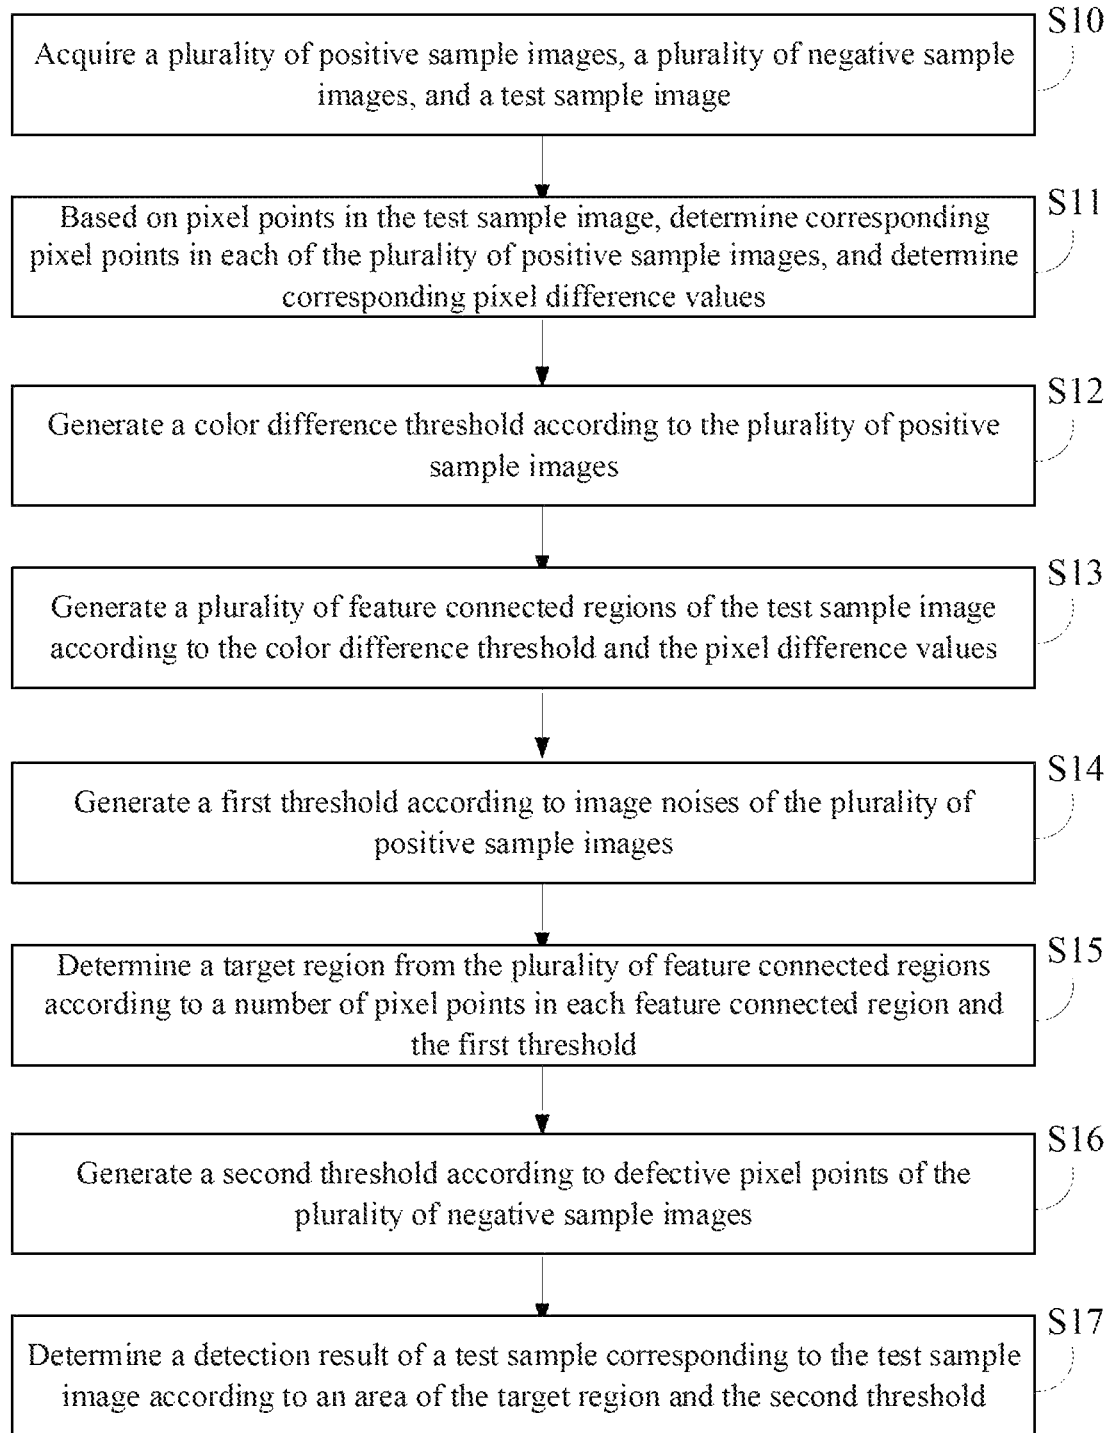 S10
Acquire a plurality of positive sample images, a plurality of negative sample
images, and a test sample image
S11
Based on pixel points in the test sample image, determine corresponding
pixel points in each of the plurality of positive sample images, and determine
corresponding pixel difference values
S12
Generate a color difference threshold according to the plurality of positive
sample images
S13
Generate a plurality of feature connected regions of the test sample image
according to the color difference threshold and the pixel difference values
S14
Generate a first threshold according to image noises of the plurality of
positive sample images
S15
Determine a target region from the plurality of feature connected regions
according to a number of pixel points in each feature connected region and
the first threshold
S16
Generate a second threshold according to defective pixel points of the
plurality of negative sample images
S17
Determine a detection result of a test sample corresponding to the test sample
image according to an area of the target region and the second threshold